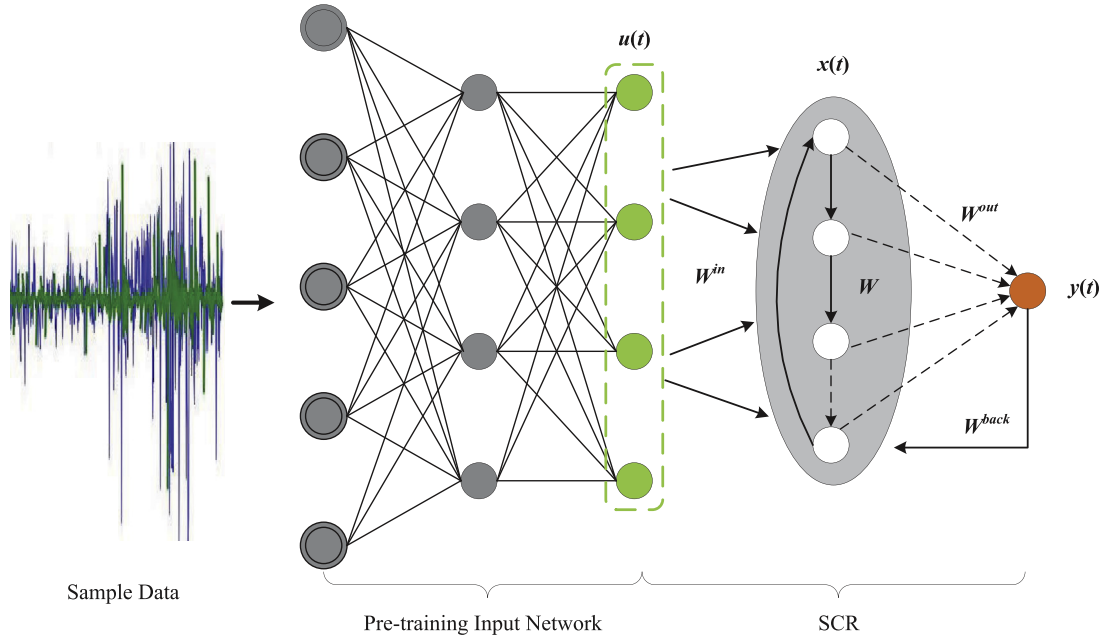 u(t)
x(t)
W^out
W^in
W
y(t)
W^back
Sample Data
Pre-training Input Network
SCR